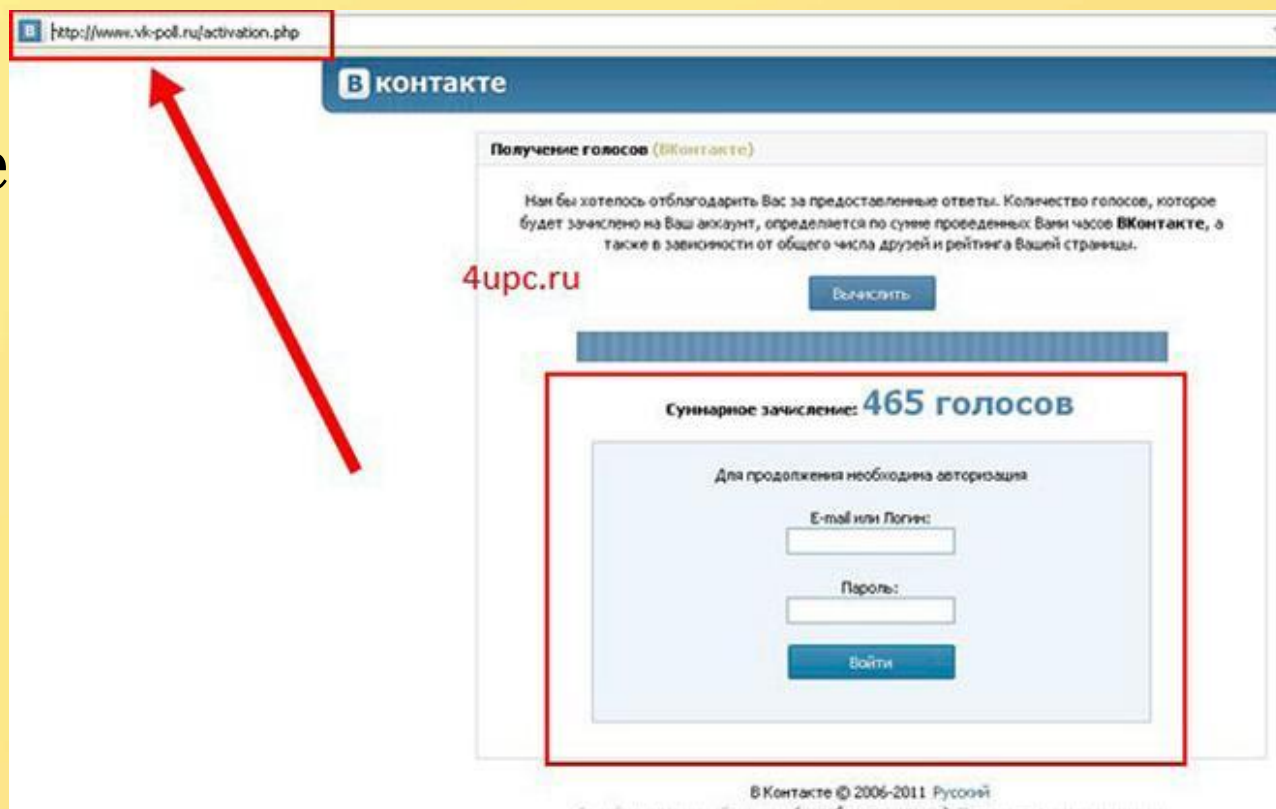 http://www.vk-poll.ru/activation.php
В контакте
е
Получение голосов (ВКонтакте)
Нам бы хотелось отблагодарить Вас за предоставленные ответы. Количество голосов, которое
будет зачислено на Ваш аккаунт, определяется по сумме проведенных Вами часов ВКонтакте, а
также в зависимости от общего числа друзей и рейтинга Вашей страницы.
4upc.ru
Вычислить
Суммарное зачисление: 465 голосов
Для продолжения необходима авторизация
E-mail или Логин:
Пароль:
Войти
В Контакте © 2006-2011 Русский